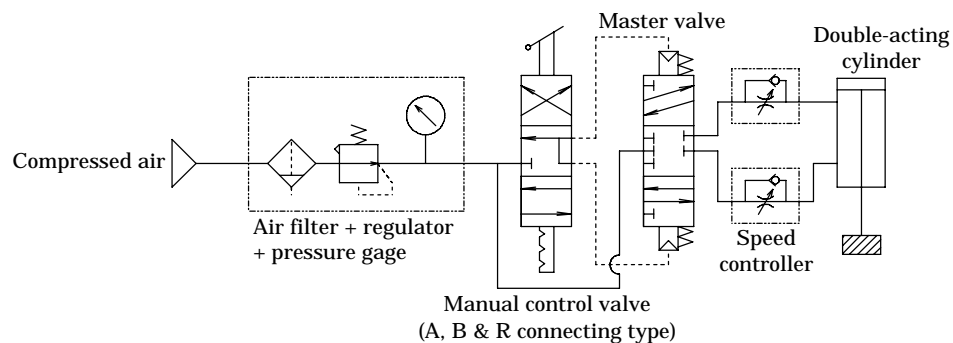 Master valve
Double-acting
cylinder
Compressed air
Air filter + regulator
+ pressure gage
Speed
controller
Manual control valve
(A, B & R connecting type)